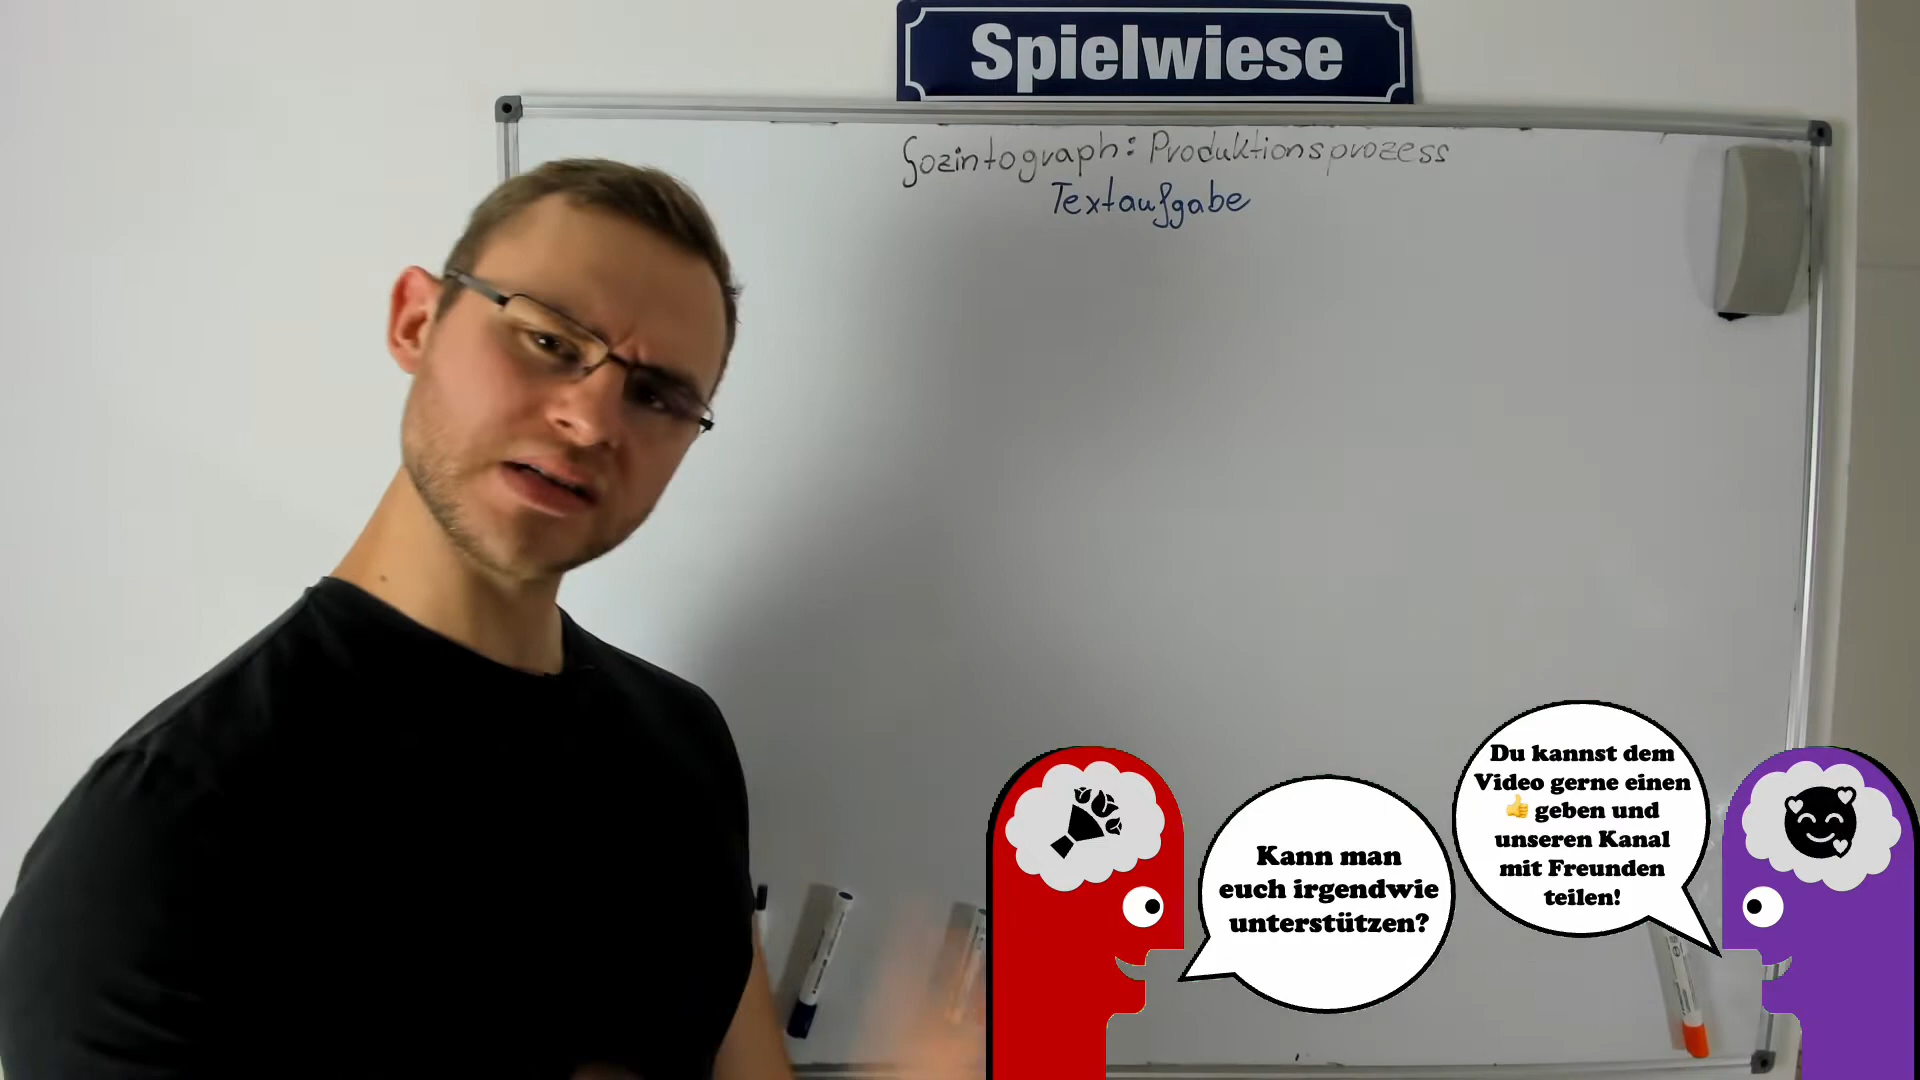 Spielwiese
Gozintograph: Produktionsprozess
Textaufgabe
Kann man
euch irgendwie
unterstützen?
Du kannst dem
Video gerne einen
👍 geben und
unseren Kanal
mit Freunden
teilen!